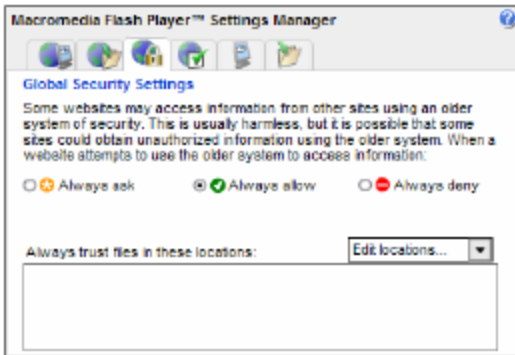 Macromedia Flash Player™ Settings Manager
Global Security Settings
Some websites may access information from other sites using an older
system of security. This is usually harmless, but it is possible that some
sites could obtain unauthorized information using the older system. When a
website attempts to use the older system to access information:
Always ask Always allow Always deny
Always trust files in these locations: Edit locations...